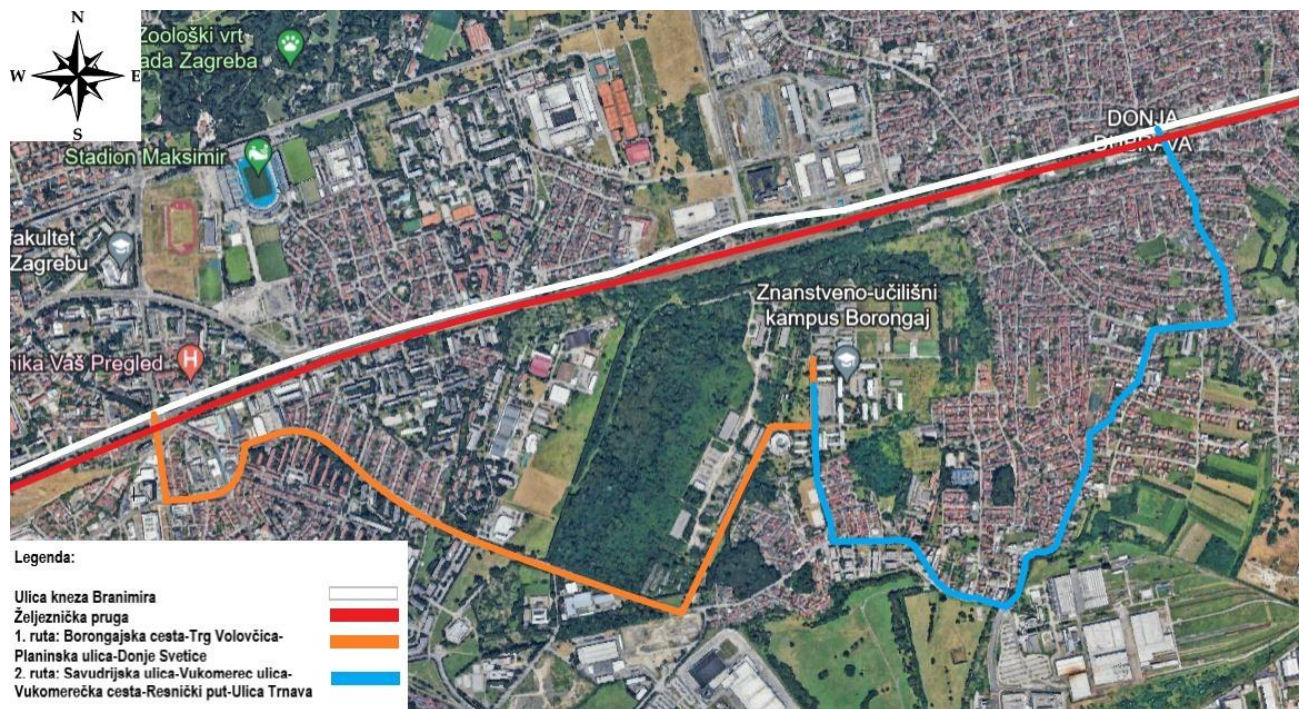 N
W E
S
Zoološki vrt
ada Zagreba
Stadion Maksimir
fakultet
Zagrebu
nika Vaš Pregled
H
DONJA
DUBRAVA
Znanstveno-učilišni
kampus Borongaj
Legenda:
Ulica kneza Branimira
Željeznička pruga
1. ruta: Borongajska cesta-Trg Volovčica-
Planinska ulica-Donje Svetice
2. ruta: Savudrijska ulica-Vukomerec ulica-
Vukomerečka cesta-Resnički put-Ulica Trnava